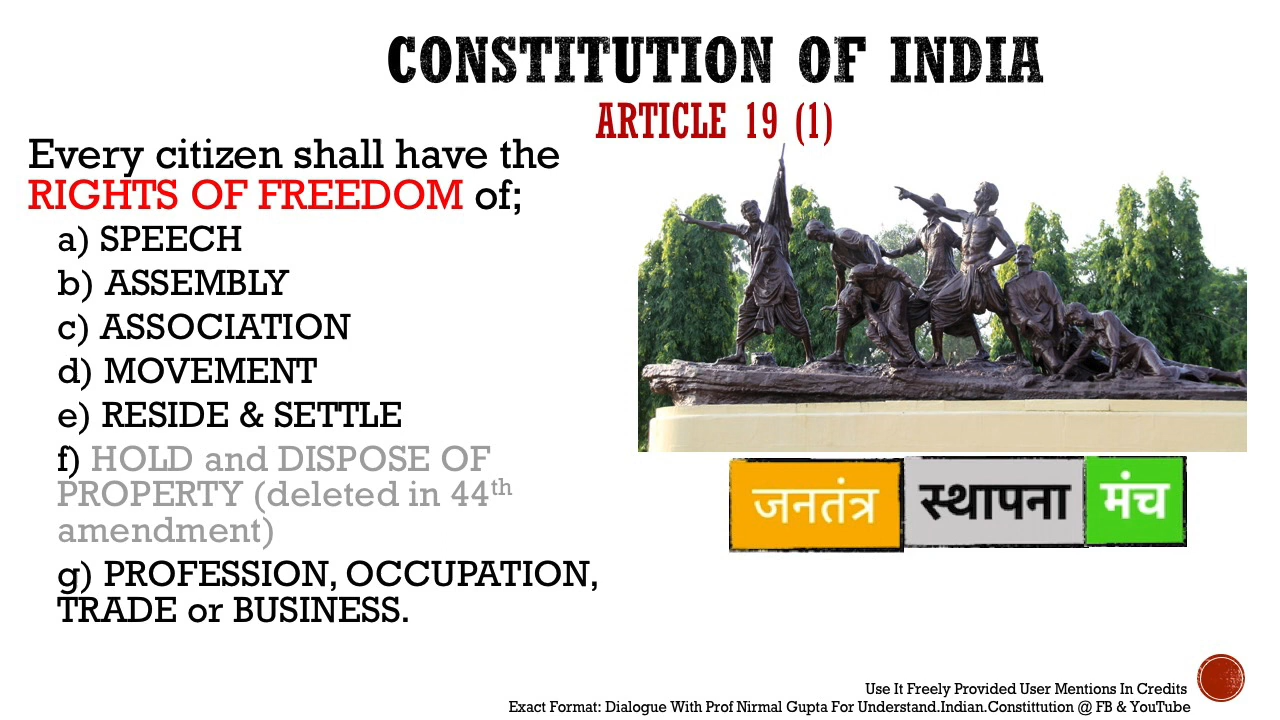 CONSTITUTION OF INDIA
ARTICLE 19 (1)
Every citizen shall have the
RIGHTS OF FREEDOM of;
a) SPEECH
b) ASSEMBLY
c) ASSOCIATION
d) MOVEMENT
e) RESIDE & SETTLE
f) HOLD and DISPOSE OF
PROPERTY (deleted in 44th
amendment)
g) PROFESSION, OCCUPATION,
TRADE or BUSINESS.
जनतंत्र स्थापना मंच
Use It Freely Provided User Mentions In Credits
Exact Format: Dialogue With Prof Nirmal Gupta For Understand.Indian.Constittution @ FB & YouTube